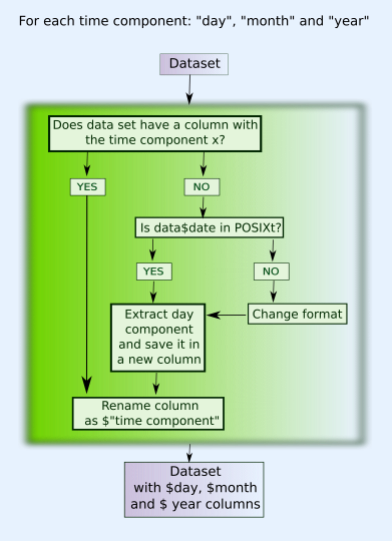 For each time component: "day", "month" and "year"
Dataset
Does data set have a column with
the time component x?
YES
NO
Is data$date in POSIXt?
YES
NO
Extract day
component
and save it in
a new column
Change format
Rename column
as $"time component"
Dataset
with $day, $month
and $ year columns